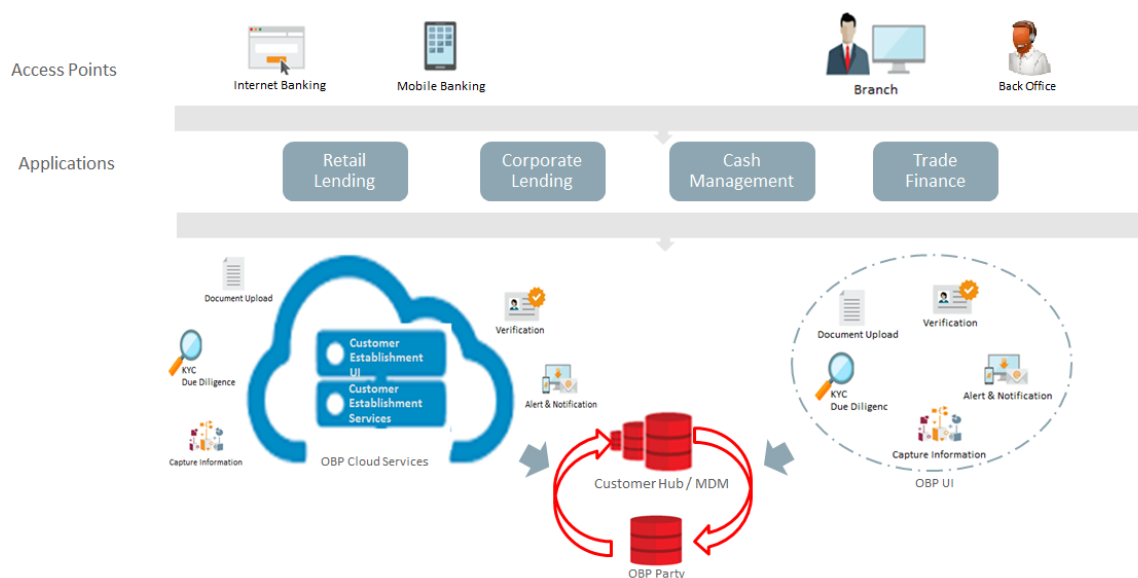 Access Points
Internet Banking
Mobile Banking
Branch
Back Office
Applications
Retail
Lending
Corporate
Lending
Cash
Management
Trade
Finance
Document Upload
Verification
KYC
Due Diligence
Alert & Notification
Capture Information
Customer
Establishment
UI
Customer
Establishment
Services
OBP Cloud Services
Customer Hub / MDM
OBP Party
Document Upload
Verification
KYC
Due Diligenc
Alert & Notification
Capture Information
OBP UI